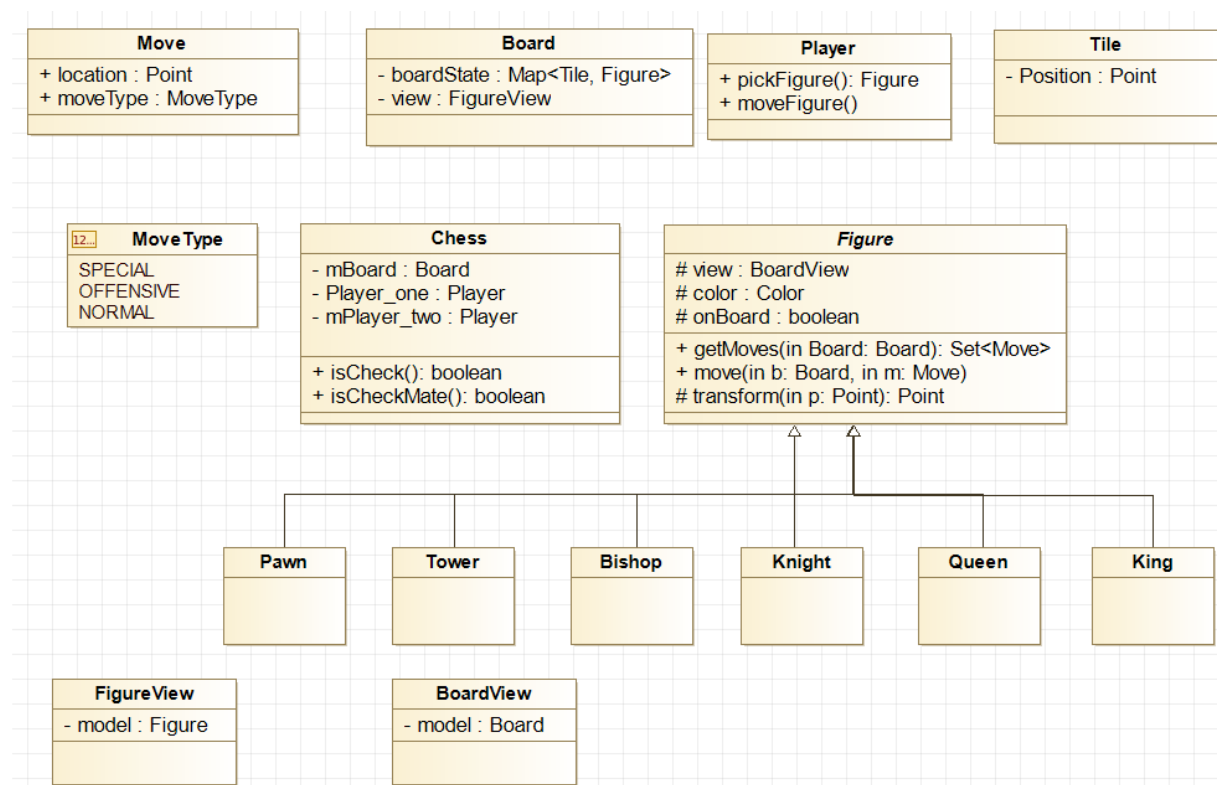 Move
+ location : Point
+ moveType : MoveType
Board
- boardState : Map<Tile, Figure>
- view : FigureView
Player
+ pickFigure(): Figure
+ moveFigure()
Tile
- Position : Point
12... MoveType
SPECIAL
OFFENSIVE
NORMAL
Chess
- mBoard : Board
- Player_one : Player
- mPlayer_two : Player
+ isCheck(): boolean
+ isCheckMate(): boolean
Figure
# view : BoardView
# color : Color
# onBoard : boolean
+ getMoves(in Board: Board): Set<Move>
+ move(in b: Board, in m: Move)
# transform(in p: Point): Point
Pawn
Tower
Bishop
Knight
Queen
King
FigureView
- model : Figure
BoardView
- model : Board